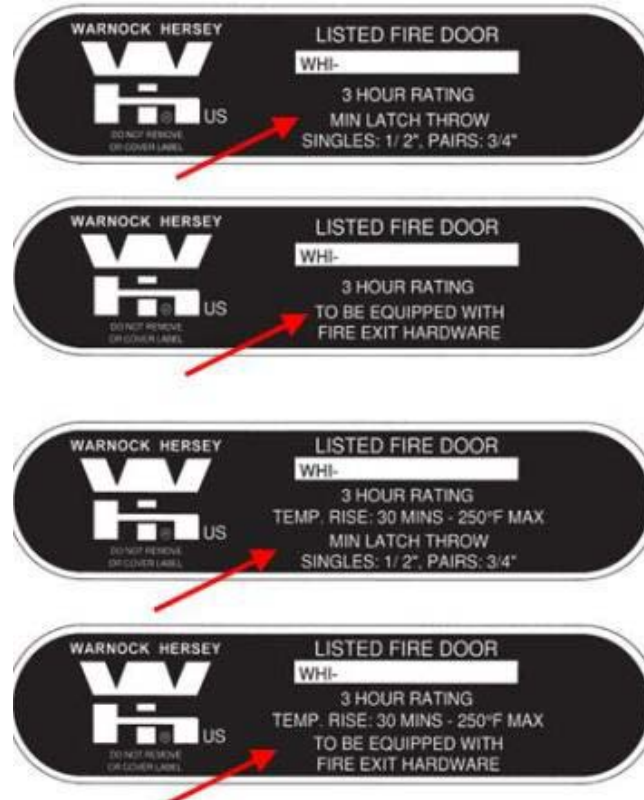 WARNOCK HERSEY
LISTED FIRE DOOR
WHI-
3 HOUR RATING
MIN LATCH THROW
SINGLES: 1/ 2", PAIRS: 3/4"
US
DO NOT REMOVE
OR COVER LABEL
WARNOCK HERSEY
LISTED FIRE DOOR
WHI-
3 HOUR RATING
TO BE EQUIPPED WITH
FIRE EXIT HARDWARE
US
DO NOT REMOVE
OR COVER LABEL
WARNOCK HERSEY
LISTED FIRE DOOR
WHI-
3 HOUR RATING
TEMP. RISE: 30 MINS - 250°F MAX
MIN LATCH THROW
SINGLES: 1/ 2", PAIRS: 3/4"
US
DO NOT REMOVE
OR COVER LABEL
WARNOCK HERSEY
LISTED FIRE DOOR
WHI-
3 HOUR RATING
TEMP. RISE: 30 MINS - 250°F MAX
TO BE EQUIPPED WITH
FIRE EXIT HARDWARE
US
DO NOT REMOVE
OR COVER LABEL